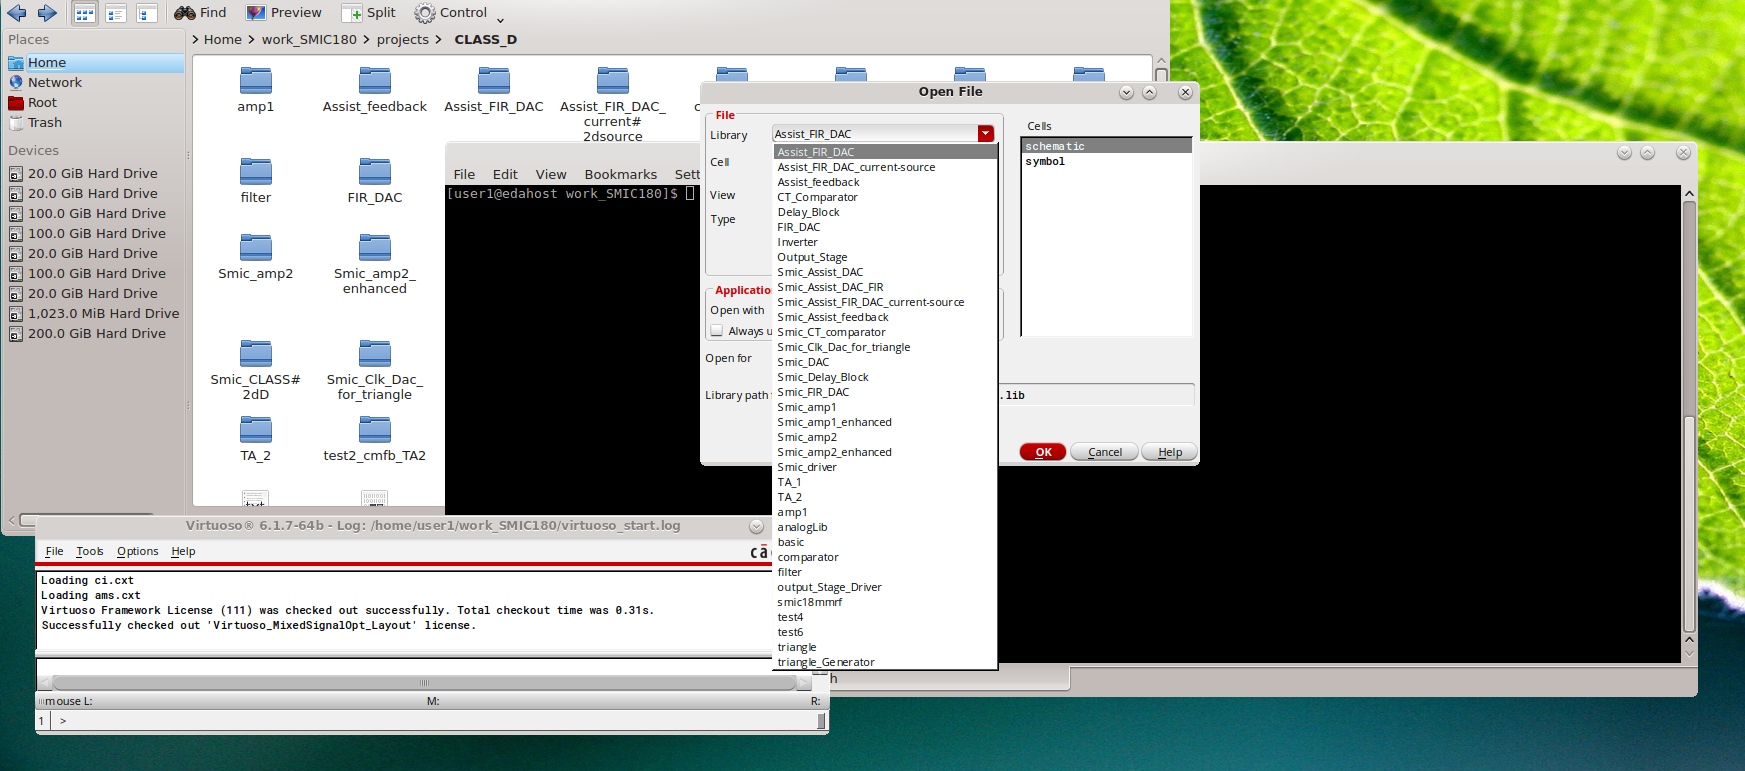 Find Preview Split Control
Places
Home
Network
Root
Trash
Devices
20.0 GiB Hard Drive
20.0 GiB Hard Drive
100.0 GiB Hard Drive
100.0 GiB Hard Drive
20.0 GiB Hard Drive
100.0 GiB Hard Drive
20.0 GiB Hard Drive
1,023.0 MiB Hard Drive
200.0 GiB Hard Drive
> Home > work_SMIC180 > projects > CLASS_D
amp1
Assist_feedback
Assist_FIR_DAC
Assist_FIR_DAC_
current#
2dsource
filter
FIR_DAC
Smic_amp2
Smic_amp2_
enhanced
Smic_CLASS#
2dD
Smic_Clk_Dac_
for_triangle
TA_2
test2_cmfb_TA2
File Edit View Bookmarks Sett
[user1@edahost work_SMIC180]$
Open File
File
Library
Assist_FIR_DAC
Cell
View
Type
Applicatio
Open with
Always u
Open for
Library path
.lib
Cells
schematic
symbol
OK Cancel Help
Assist_FIR_DAC
Assist_FIR_DAC_current-source
Assist_feedback
CT_Comparator
Delay_Block
FIR_DAC
Inverter
Output_Stage
Smic_Assist_DAC
Smic_Assist_DAC_FIR
Smic_Assist_FIR_DAC_current-source
Smic_Assist_feedback
Smic_CT_comparator
Smic_Clk_Dac_for_triangle
Smic_DAC
Smic_Delay_Block
Smic_FIR_DAC
Smic_amp1
Smic_amp1_enhanced
Smic_amp2
Smic_amp2_enhanced
Smic_driver
TA_1
TA_2
amp1
analogLib
basic
comparator
filter
output_Stage_Driver
smic18mmrf
test4
test6
triangle
triangle_Generator
Virtuoso® 6.1.7-64b - Log: /home/user1/work_SMIC180/virtuoso_start.log
File Tools Options Help
Loading ci.cxt
Loading ams.cxt
Virtuoso Framework License (111) was checked out successfully. Total checkout time was 0.31s.
Successfully checked out 'Virtuoso_MixedSignalOpt_Layout' license.
mouse L: M: R:
1 >